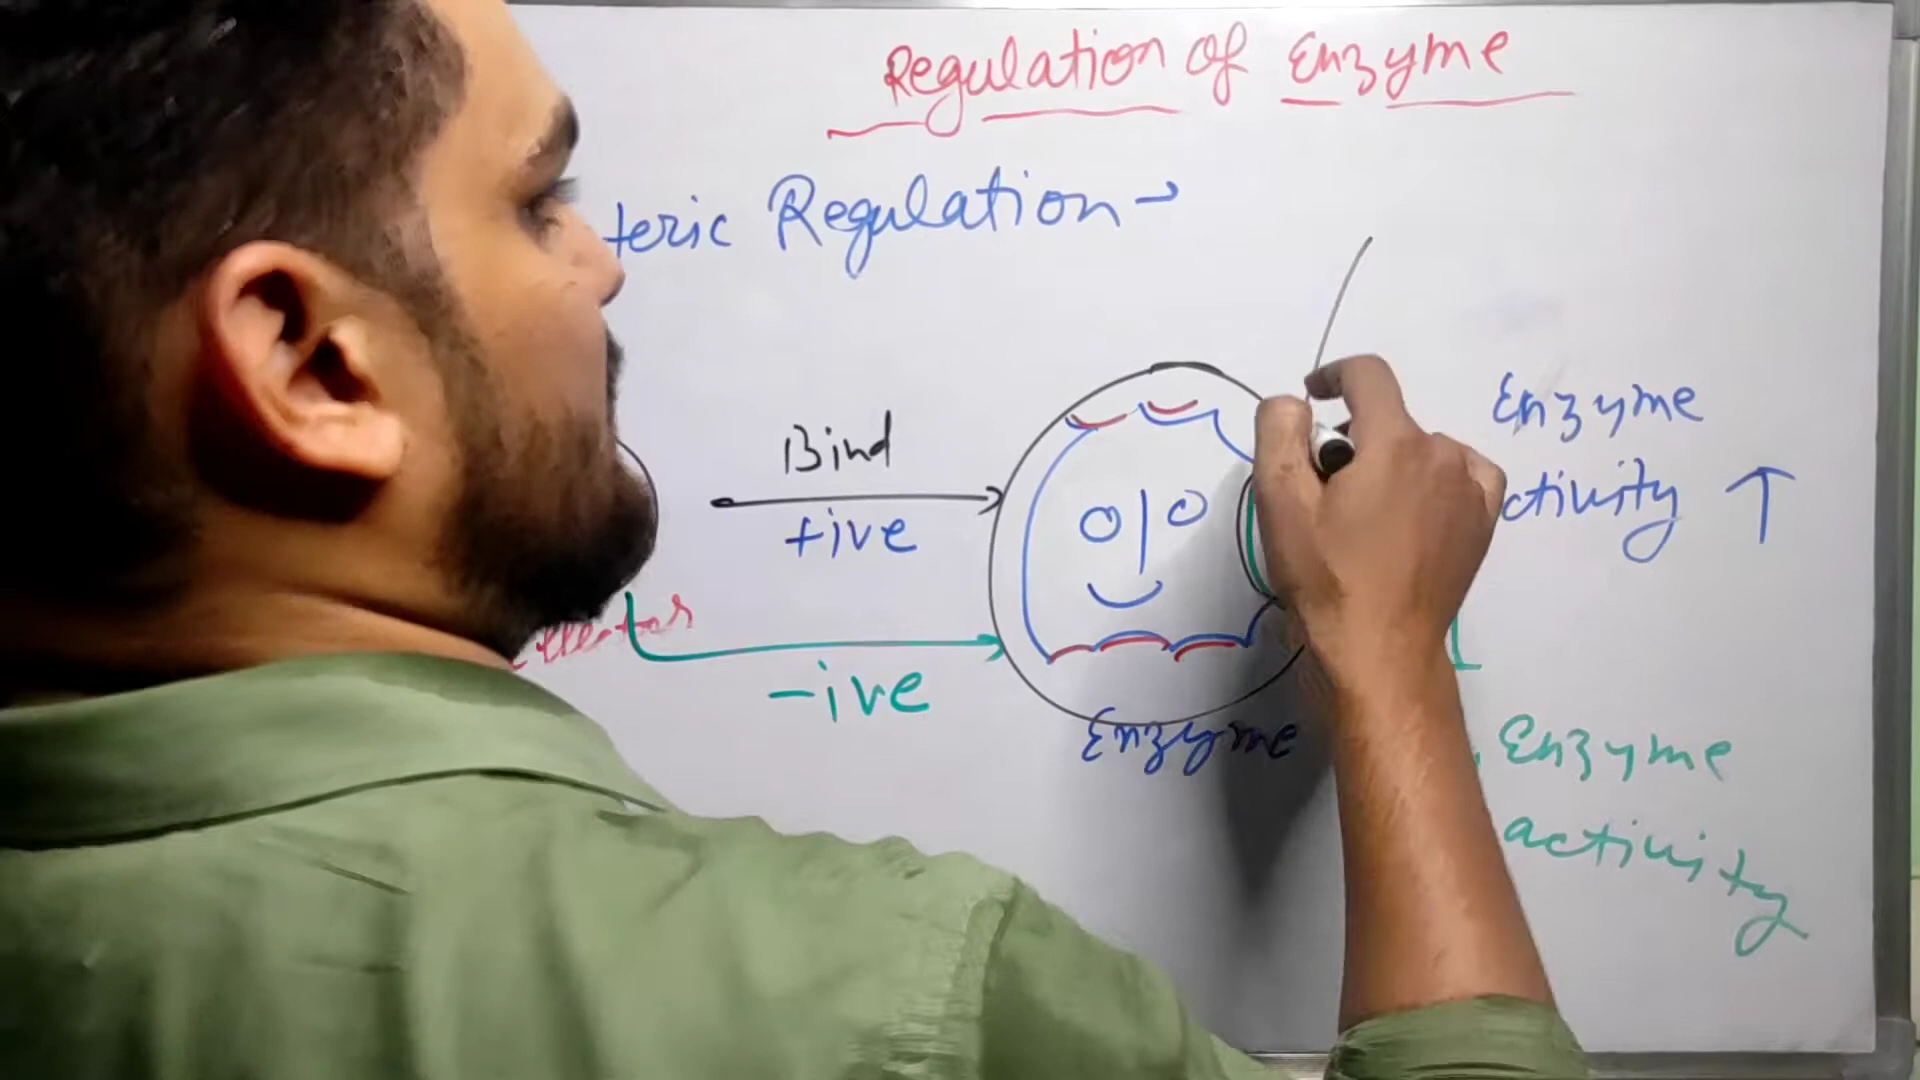 Regulation of Enzyme
teric Regulation
Bind
+ive
-ive
Enzyme
Enzyme
ctivity ↑
Enzyme
activity